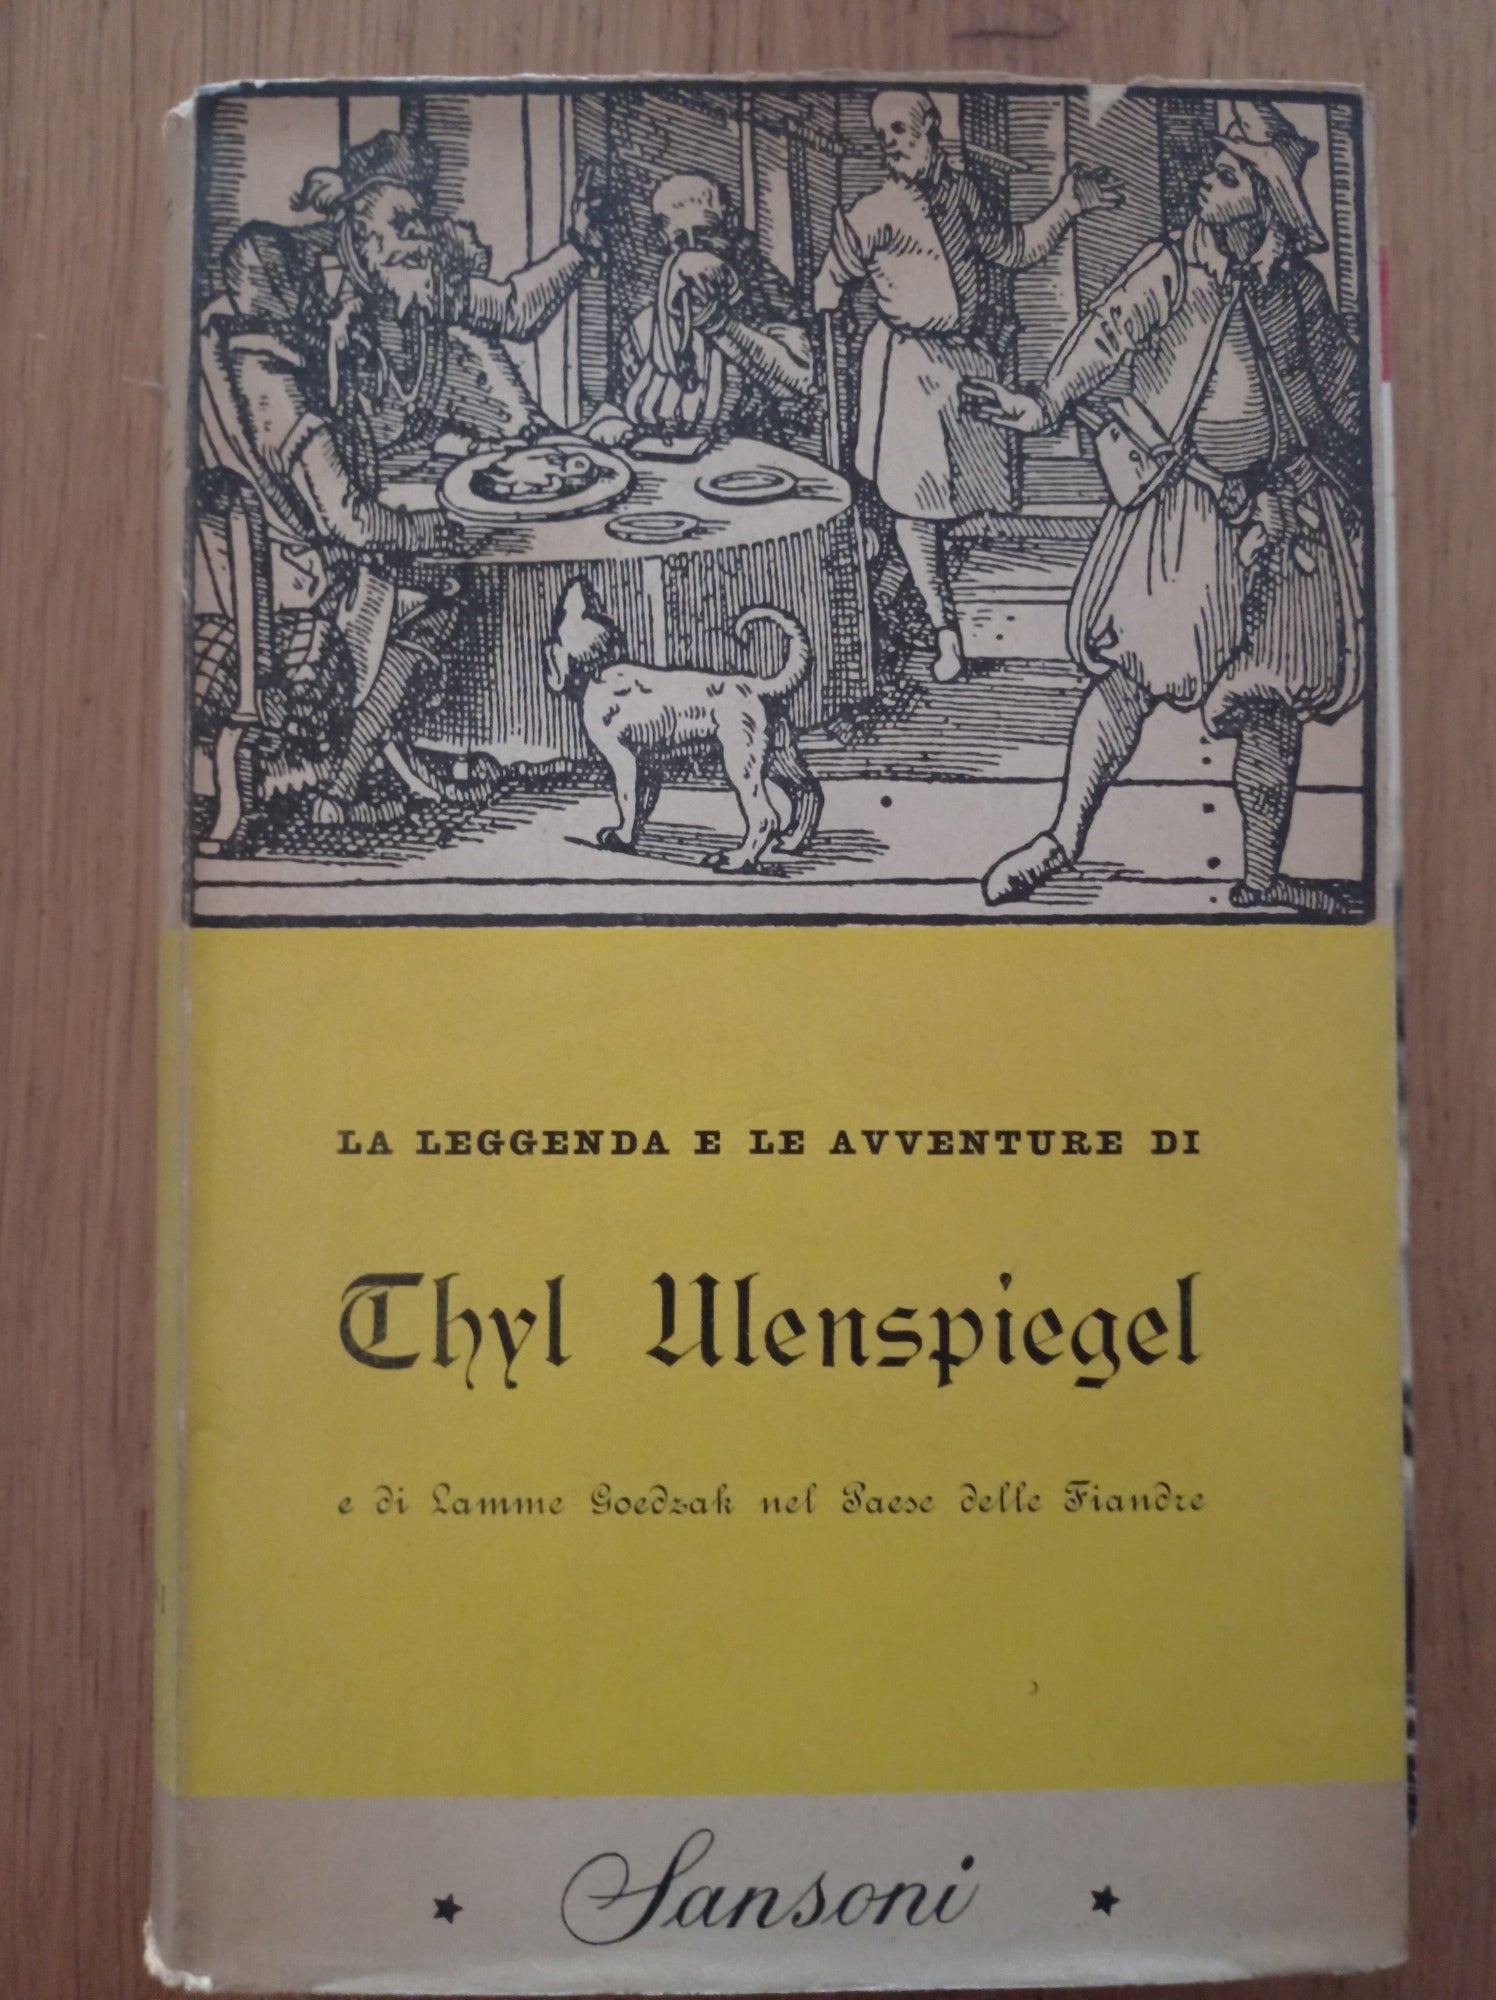 LA LEGGENDA E LE AVVENTURE DI
Thyl Ulenspiegel
e di Lamme Goedzak nel Paese delle Fiandre
Sansoni